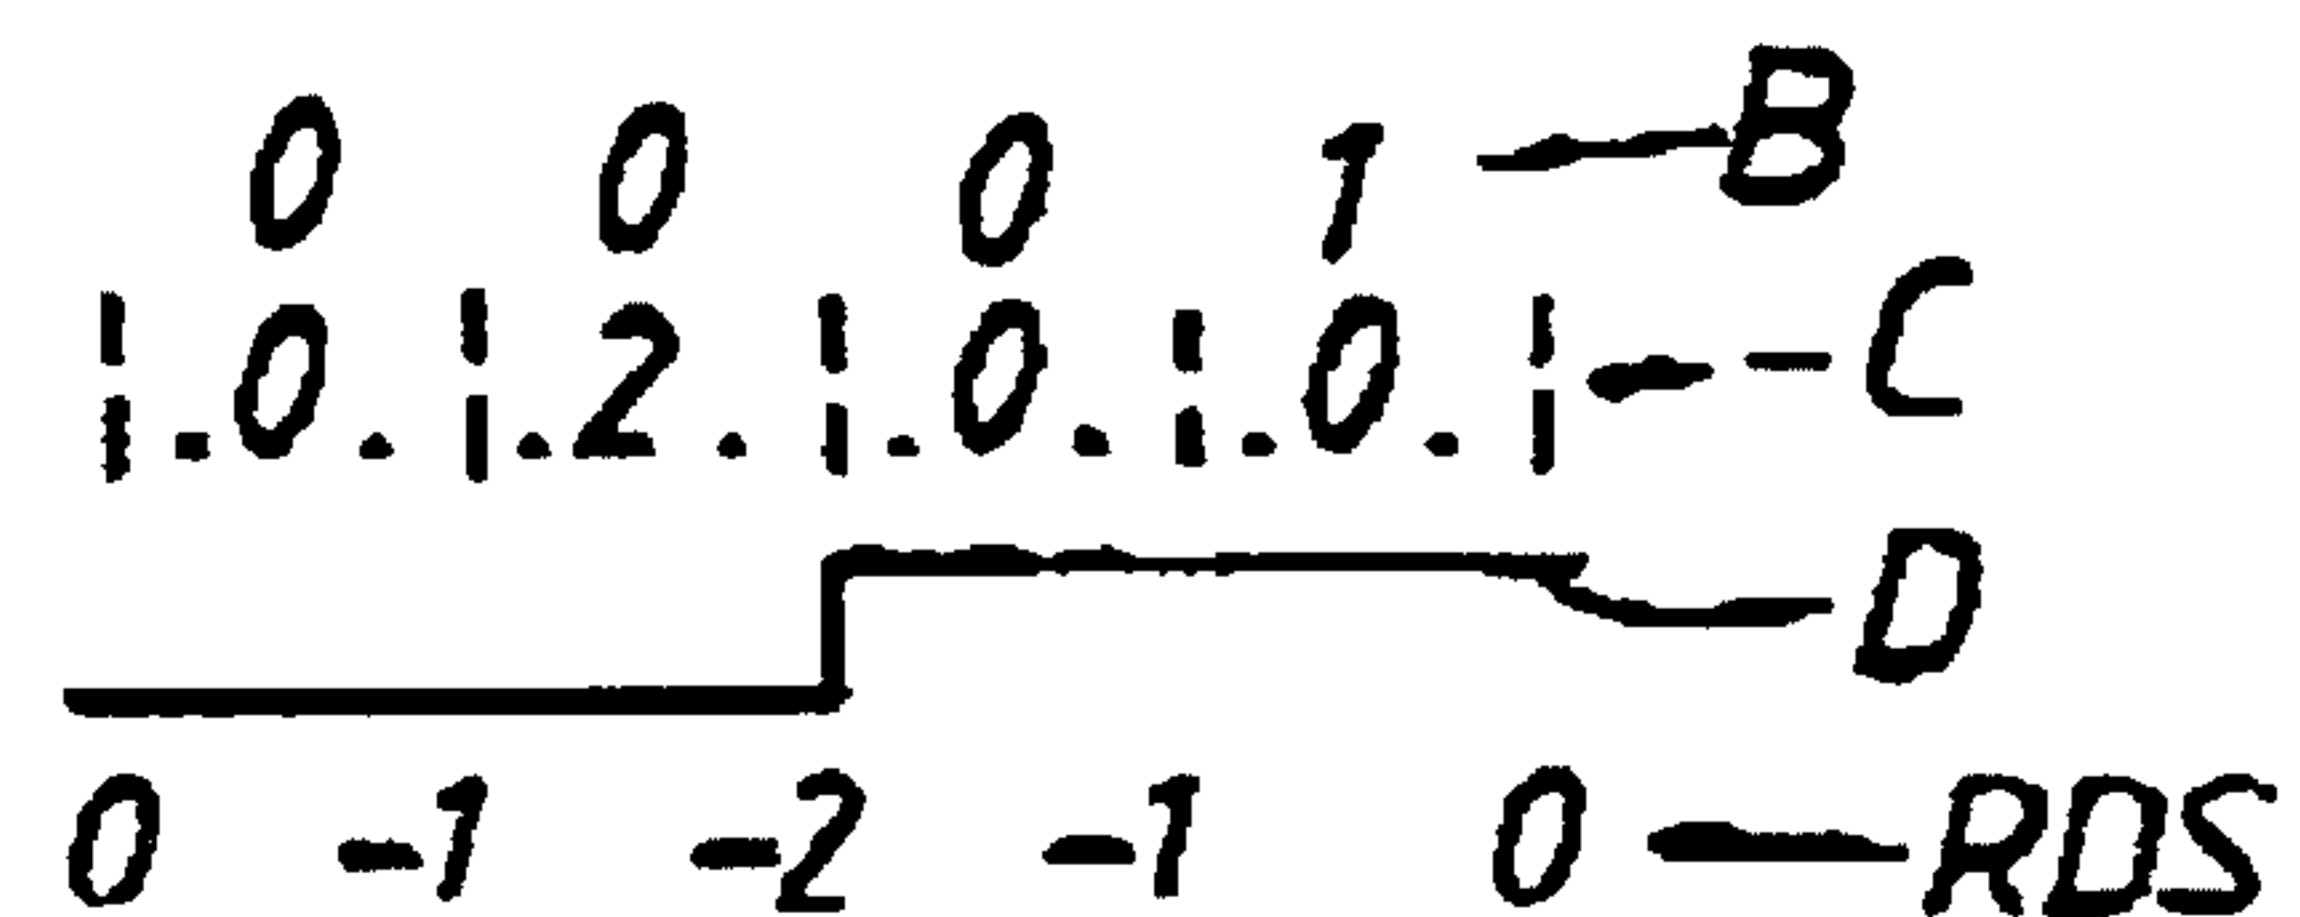 0 0 0 1 — B
|.0.|.2.|.0.|.0.| — C
D
0 -1 -2 -1 0 — RDS